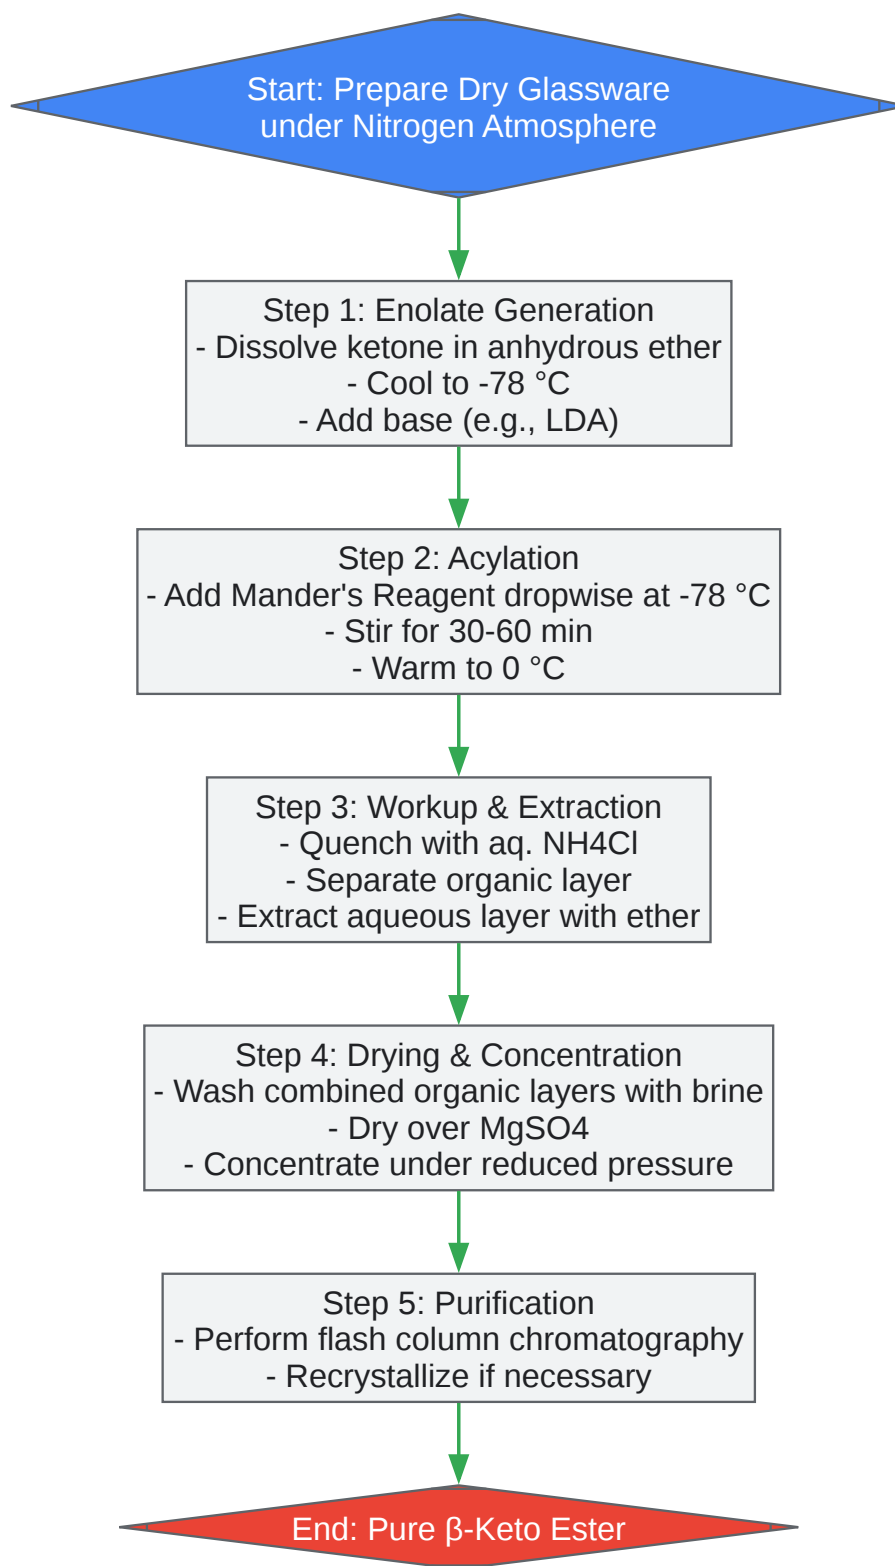 Start: Prepare Dry Glassware
under Nitrogen Atmosphere
Step 1: Enolate Generation
- Dissolve ketone in anhydrous ether
- Cool to -78 °C
- Add base (e.g., LDA)
Step 2: Acylation
- Add Mander's Reagent dropwise at -78 °C
- Stir for 30-60 min
- Warm to 0 °C
Step 3: Workup & Extraction
- Quench with aq. NH4Cl
- Separate organic layer
- Extract aqueous layer with ether
Step 4: Drying & Concentration
- Wash combined organic layers with brine
- Dry over MgSO4
- Concentrate under reduced pressure
Step 5: Purification
- Perform flash column chromatography
- Recrystallize if necessary
End: Pure β-Keto Ester